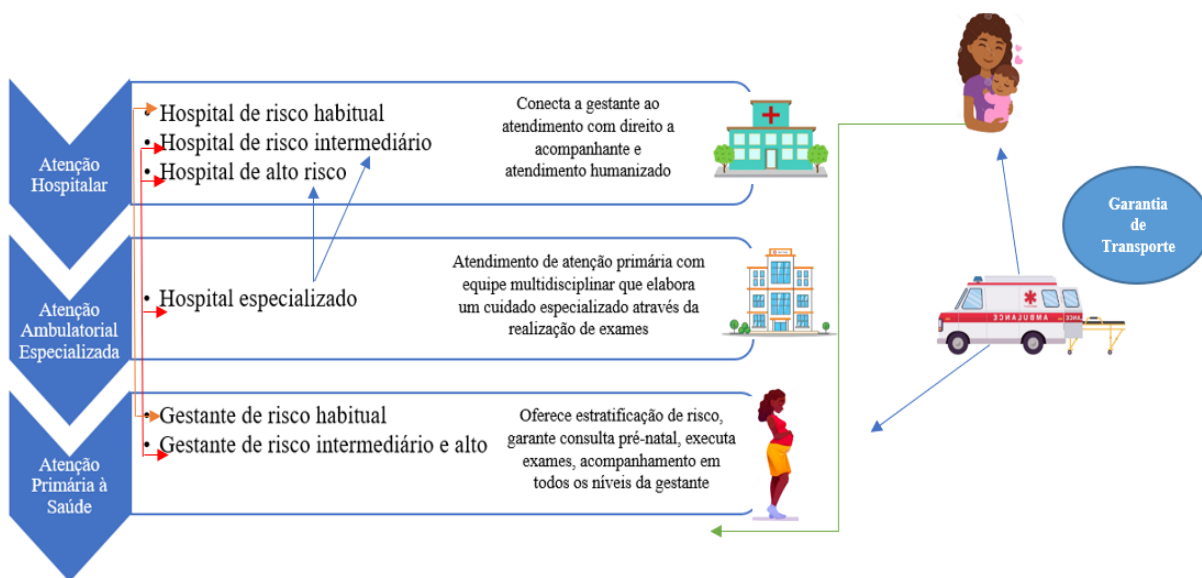 Atenção
Hospitalar
• Hospital de risco habitual
• Hospital de risco intermediário
• Hospital de alto risco
Conecta a gestante ao
atendimento com direito a
acompanhante e
atendimento humanizado
Garantia
de
Transporte
Atenção
Ambulatorial
Especializada
• Hospital especializado
Atendimento de atenção primária com
equipe multidisciplinar que elabora
um cuidado especializado através da
realização de exames
AMBULANCE
Atenção
Primária à
Saúde
• Gestante de risco habitual
• Gestante de risco intermediário e alto
Oferece estratificação de risco,
garante consulta pré-natal, executa
exames, acompanhamento em
todos os níveis da gestante